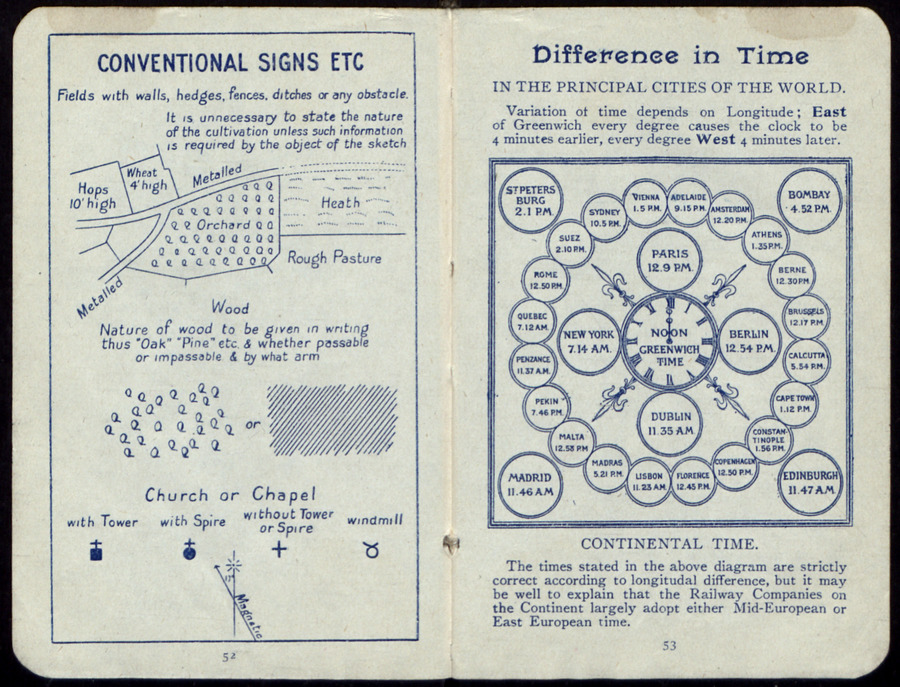 CONVENTIONAL SIGNS ETC
Fields with walls, hedges, fences, ditches or any obstacle.
It is unnecessary to state the nature
of the cultivation unless such information
is required by the object of the sketch
Hops
10' high
Wheat
4' high
Metalled
Orchard
Heath
Rough Pasture
Metalled
Wood
Nature of wood to be given in writing
thus "Oak" "Pine" etc. & whether passable
or impassable & by what arm
or
Church or Chapel
with Tower
with Spire
without Tower
or Spire
windmill
Magnetic
52
Difference in Time
IN THE PRINCIPAL CITIES OF THE WORLD.
Variation of time depends on Longitude; East
of Greenwich every degree causes the clock to be
4 minutes earlier, every degree West 4 minutes later.
ST PETERS
BURG
2.1 P.M.
SYDNEY
10.5 P.M.
VIENNA
1.5 P.M.
ADELAIDE
9.15 P.M.
AMSTERDAM
12.20 P.M.
BOMBAY
4.52 P.M.
SUEZ
2.10 P.M.
PARIS
12.9 P.M.
ATHENS
1.35 P.M.
ROME
12.50 P.M.
BERNE
12.30 P.M.
QUEBEC
7.12 A.M.
NEW YORK
7.14 A.M.
NOON
GREENWICH
TIME
BERLIN
12.54 P.M.
BRUSSELS
12.17 P.M.
PENZANCE
11.37 A.M.
CALCUTTA
5.54 P.M.
PEKIN
7.46 P.M.
DUBLIN
11.35 A.M.
CAPE TOWN
1.12 P.M.
MALTA
12.58 P.M.
CONSTAN-
TINOPLE
1.56 P.M.
MADRID
11.46 A.M.
MADRAS
5.21 P.M.
LISBON
11.23 A.M.
FLORENCE
12.45 P.M.
COPENHAGEN
12.50 P.M.
EDINBURGH
11.47 A.M.
CONTINENTAL TIME.
The times stated in the above diagram are strictly
correct according to longitudal difference, but it may
be well to explain that the Railway Companies on
the Continent largely adopt either Mid-European or
East European time.
53